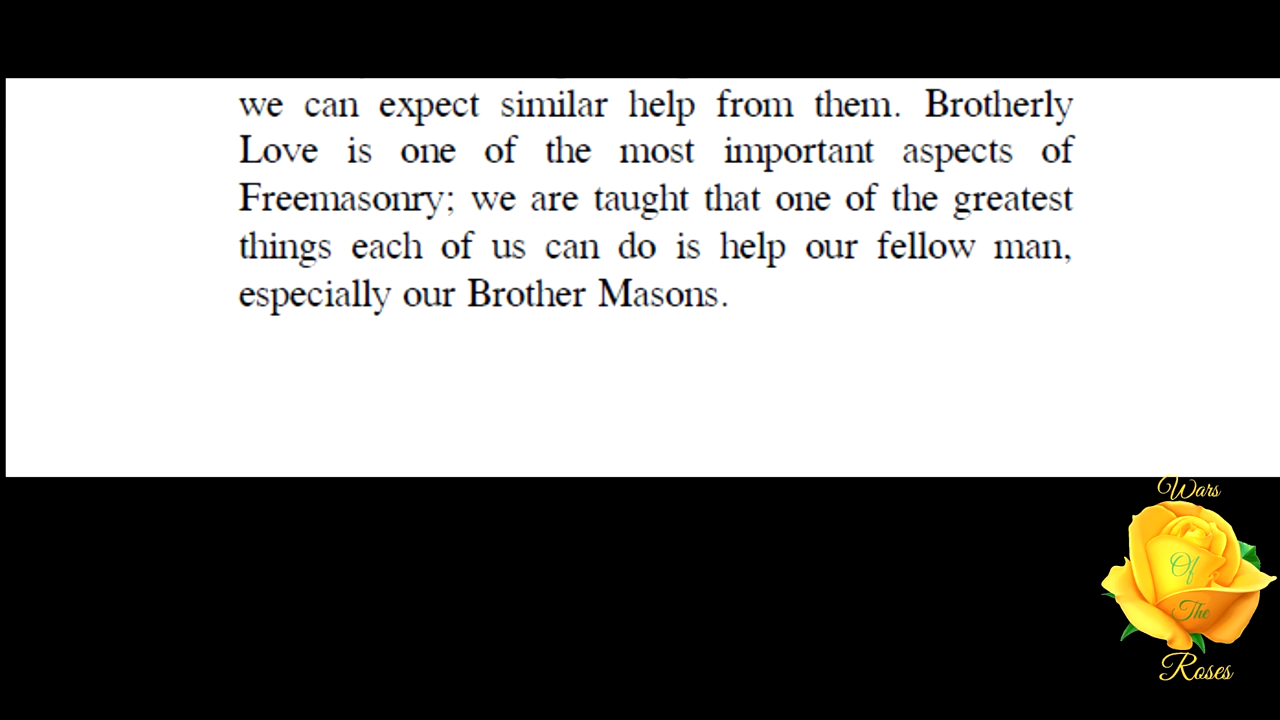 we can expect similar help from them. Brotherly
Love is one of the most important aspects of
Freemasonry; we are taught that one of the greatest
things each of us can do is help our fellow man,
especially our Brother Masons.
Wars
Of
The
Roses